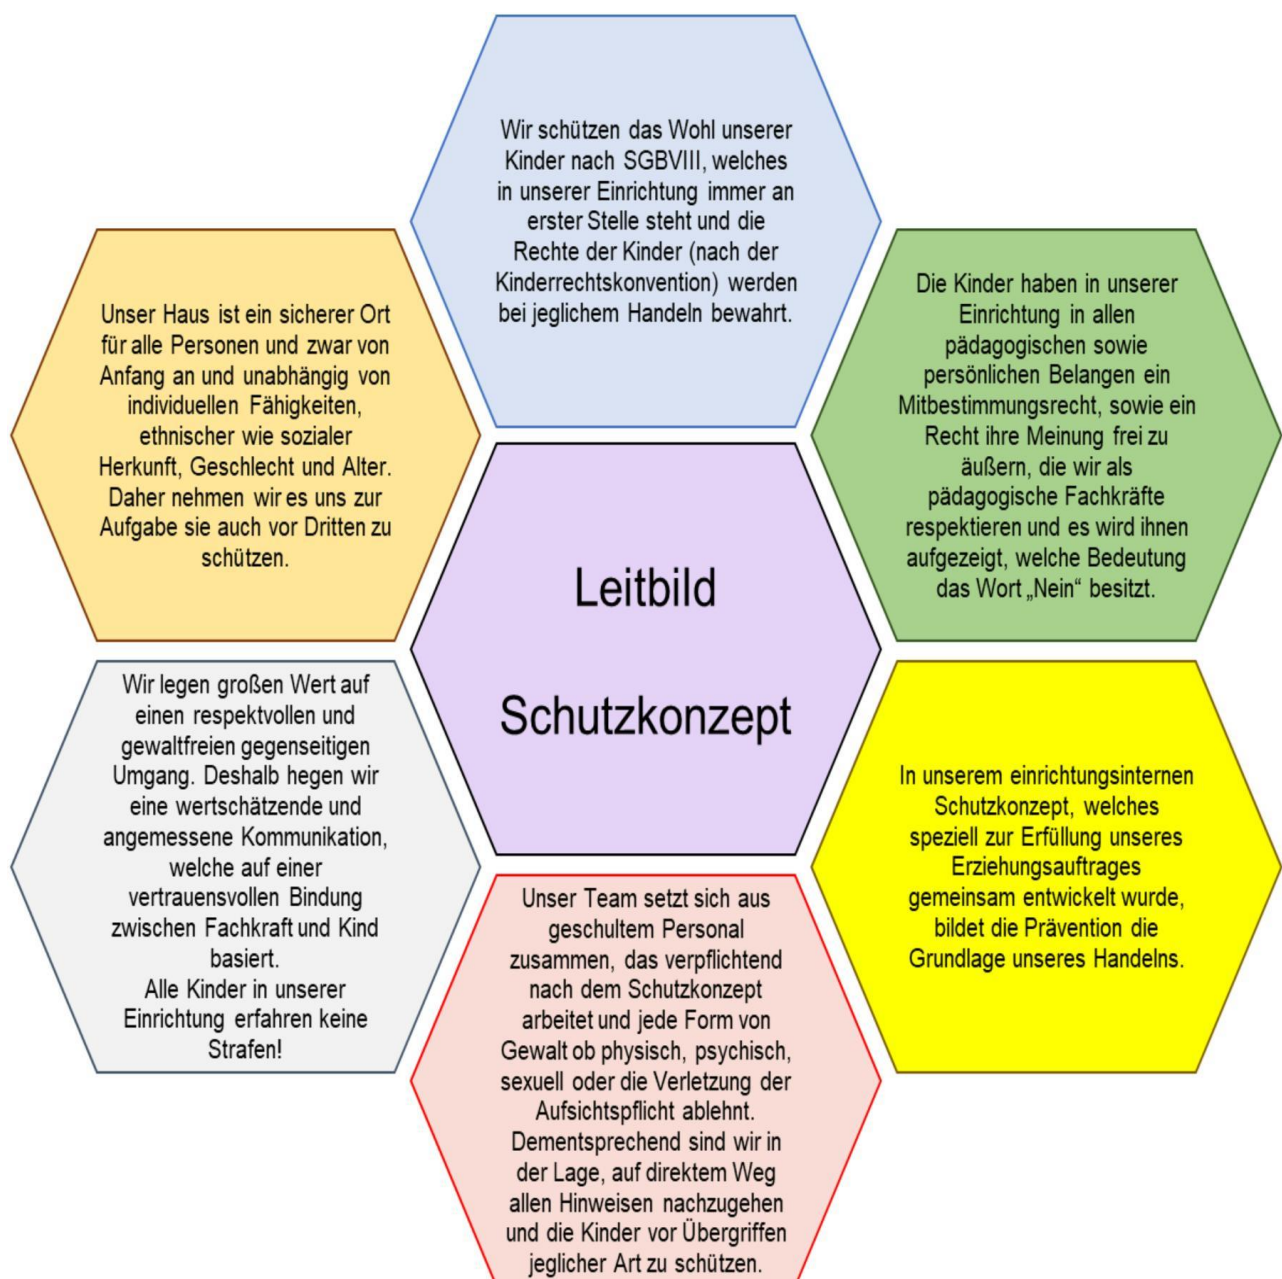 Wir schützen das Wohl unserer
Kinder nach SGBVIII, welches
in unserer Einrichtung immer an
erster Stelle steht und die
Rechte der Kinder (nach der
Kinderrechtskonvention) werden
bei jeglichem Handeln bewahrt.
Unser Haus ist ein sicherer Ort
für alle Personen und zwar von
Anfang an und unabhängig von
individuellen Fähigkeiten,
ethnischer wie sozialer
Herkunft, Geschlecht und Alter.
Daher nehmen wir es uns zur
Aufgabe sie auch vor Dritten zu
schützen.
Die Kinder haben in unserer
Einrichtung in allen
pädagogischen sowie
persönlichen Belangen ein
Mitbestimmungsrecht, sowie ein
Recht ihre Meinung frei zu
äußern, die wir als
pädagogische Fachkräfte
respektieren und es wird ihnen
aufgezeigt, welche Bedeutung
das Wort „Nein“ besitzt.
Leitbild
Schutzkonzept
Wir legen großen Wert auf
einen respektvollen und
gewaltfreien gegenseitigen
Umgang. Deshalb hegen wir
eine wertschätzende und
angemessene Kommunikation,
welche auf einer
vertrauensvollen Bindung
zwischen Fachkraft und Kind
basiert.
Alle Kinder in unserer
Einrichtung erfahren keine
Strafen!
In unserem einrichtungsinternen
Schutzkonzept, welches
speziell zur Erfüllung unseres
Erziehungsauftrages
gemeinsam entwickelt wurde,
bildet die Prävention die
Grundlage unseres Handelns.
Unser Team setzt sich aus
geschultem Personal
zusammen, das verpflichtend
nach dem Schutzkonzept
arbeitet und jede Form von
Gewalt ob physisch, psychisch,
sexuell oder die Verletzung der
Aufsichtspflicht ablehnt.
Dementsprechend sind wir in
der Lage, auf direktem Weg
allen Hinweisen nachzugehen
und die Kinder vor Übergriffen
jeglicher Art zu schützen.